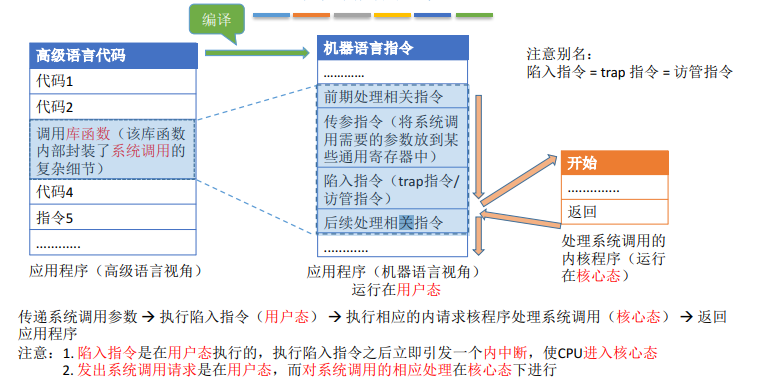 编译
高级语言代码
代码1
代码2
调用库函数（该库函数
内部封装了系统调用的
复杂细节）
代码4
指令5
............
应用程序（高级语言视角）
机器语言指令
............
前期处理相关指令
传参指令（将系统调
用需要的参数放到某
些通用寄存器中）
陷入指令（trap指令/
访管指令）
后续处理相关指令
............
应用程序（机器语言视角）
运行在用户态
注意别名：
陷入指令 = trap 指令 = 访管指令
开始
..............
返回
处理系统调用的
内核程序（运行
在核心态）
传递系统调用参数 → 执行陷入指令（用户态） → 执行相应的内请求核程序处理系统调用（核心态） → 返回
应用程序
注意：1. 陷入指令是在用户态执行的，执行陷入指令之后立即引发一个内中断，使CPU进入核心态
2. 发出系统调用请求是在用户态，而对系统调用的相应处理在核心态下进行